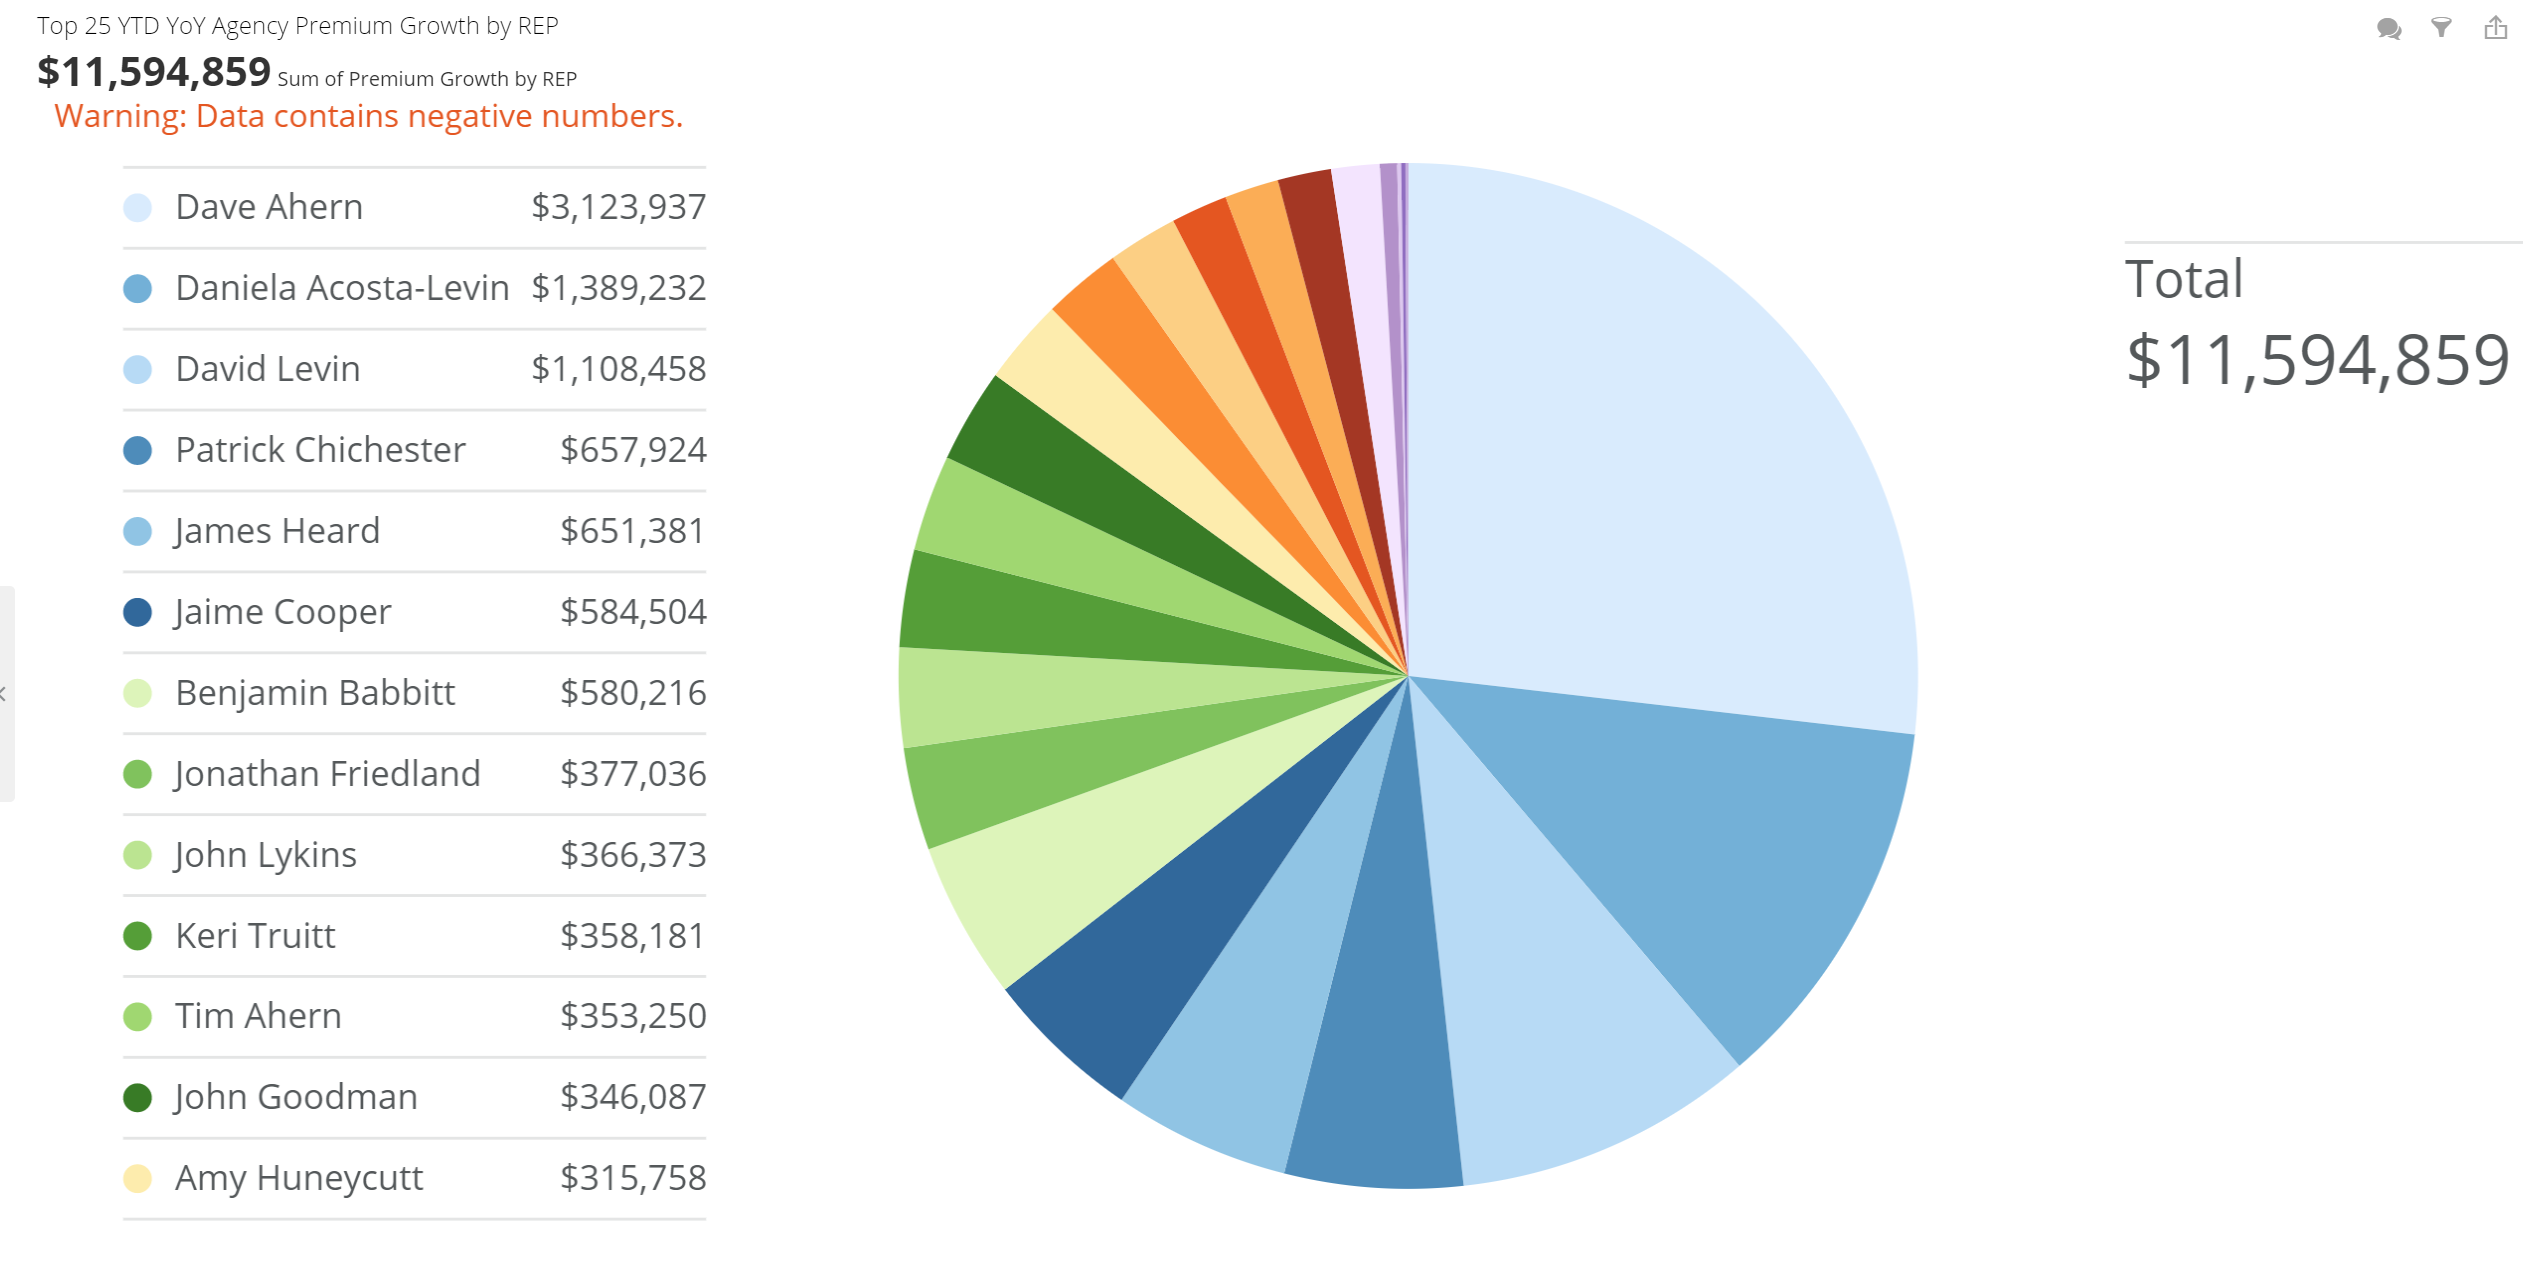 Top 25 YTD YoY Agency Premium Growth by REP
$11,594,859 Sum of Premium Growth by REP
Warning: Data contains negative numbers.
Dave Ahern $3,123,937
Daniela Acosta-Levin $1,389,232
David Levin $1,108,458
Patrick Chichester $657,924
James Heard $651,381
Jaime Cooper $584,504
Benjamin Babbitt $580,216
Jonathan Friedland $377,036
John Lykins $366,373
Keri Truitt $358,181
Tim Ahern $353,250
John Goodman $346,087
Amy Huneycutt $315,758
Total
$11,594,859